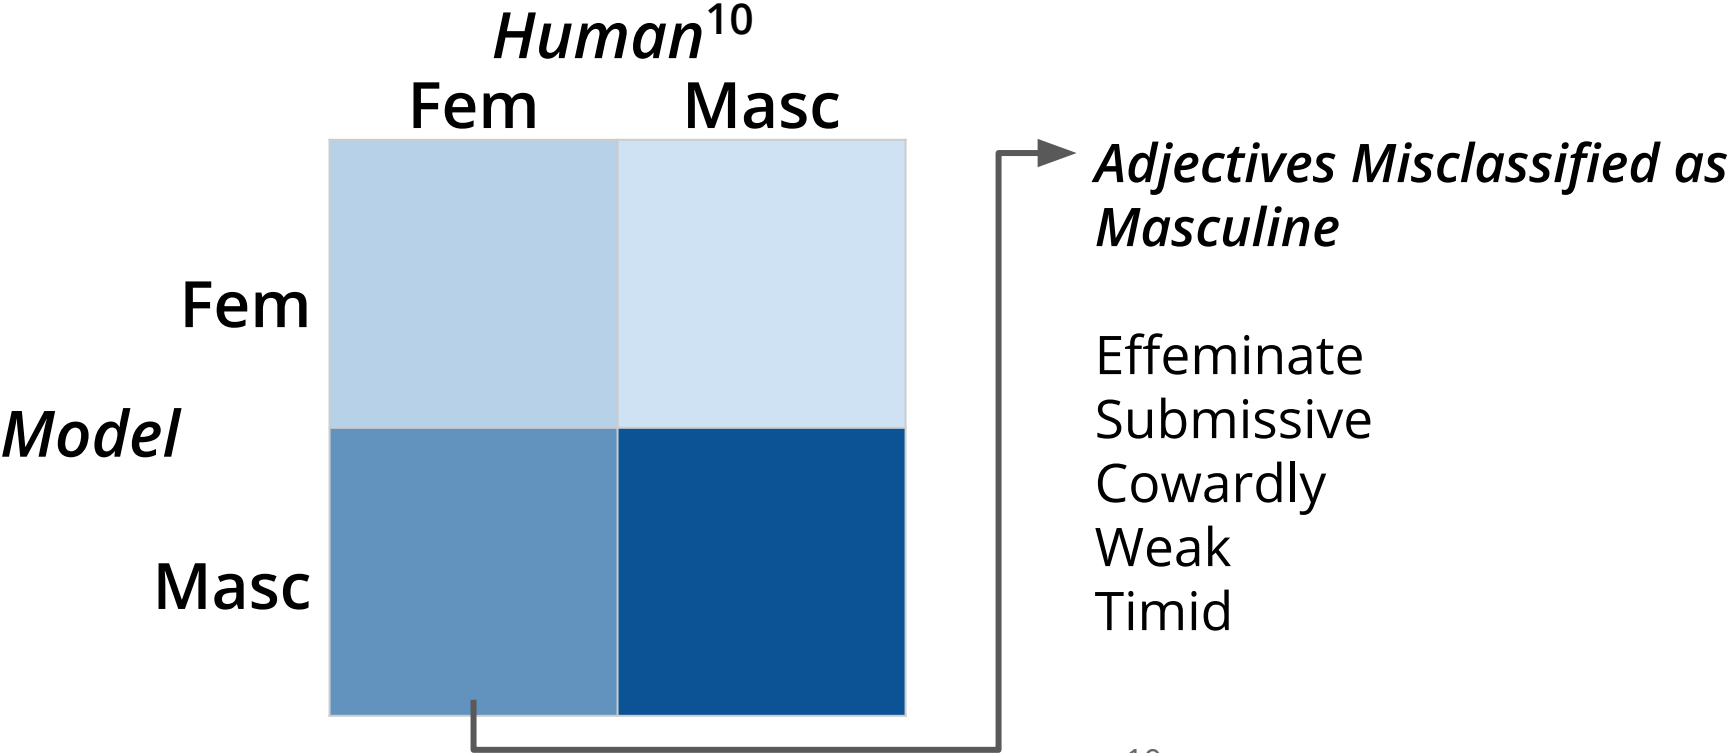 Human¹⁰
Fem Masc
Adjectives Misclassified as
Masculine
Fem
Effeminate
Submissive
Model
Cowardly
Weak
Masc
Timid